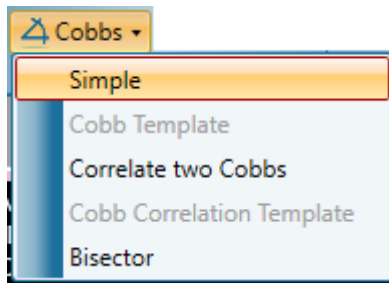 Cobbs
Simple
Cobb Template
Correlate two Cobbs
Cobb Correlation Template
Bisector